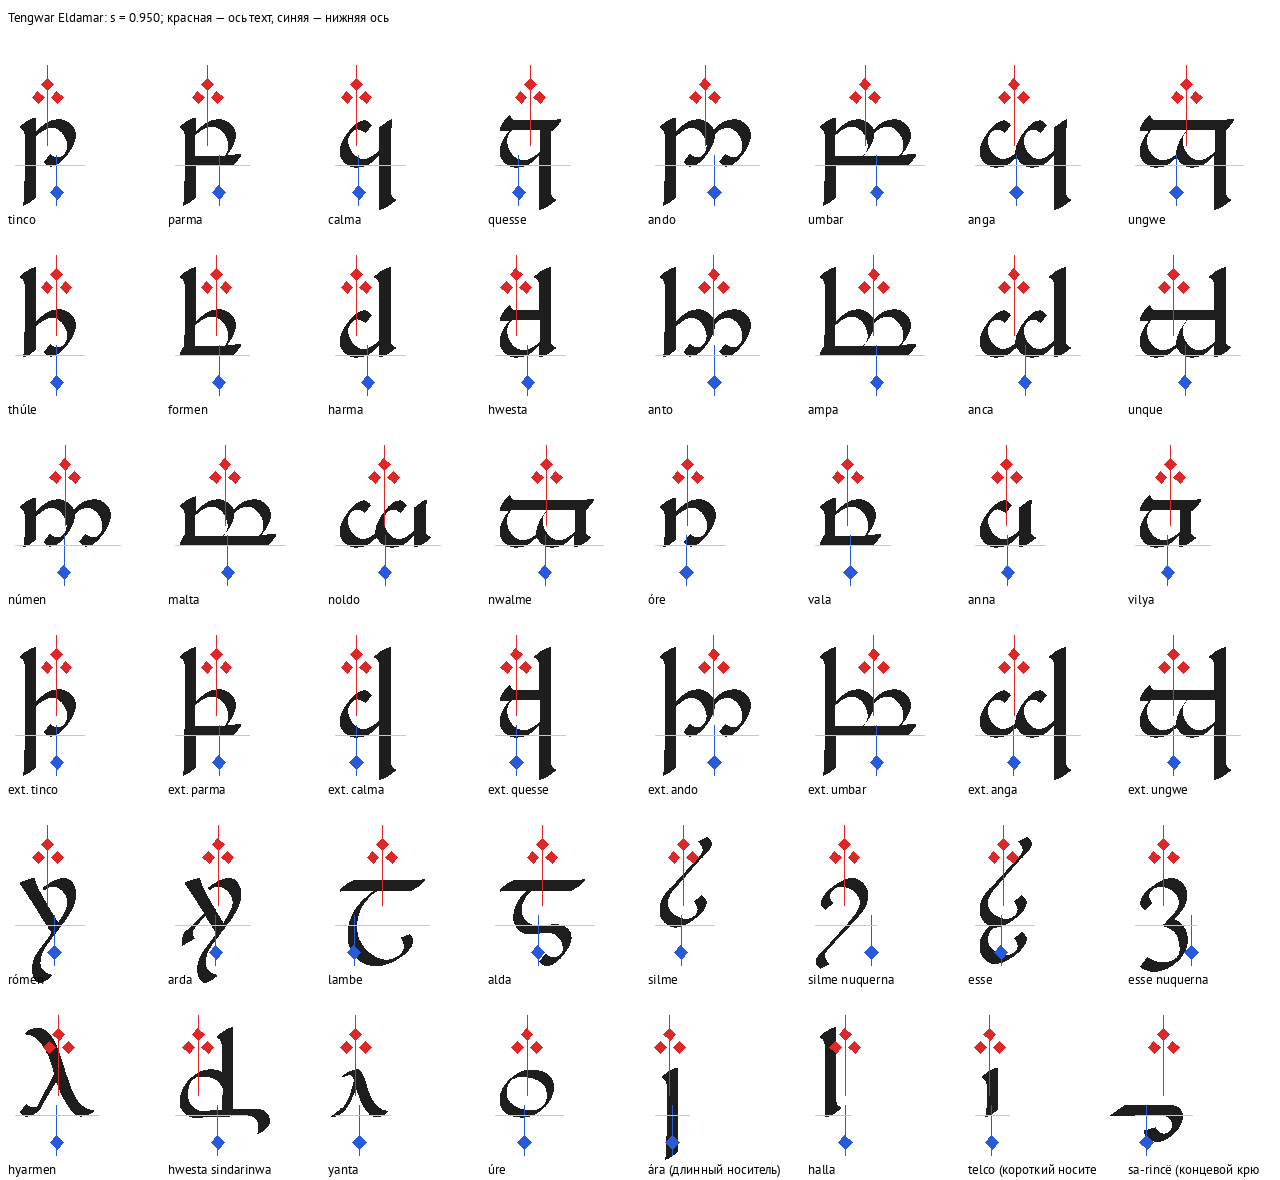 Tengwar Eldamar: s = 0.950; красная — ось техт, синяя — нижняя ось
tinco parma calma quesse ando umbar anga ungwe
thúle formen harma hwesta anto ampa anca unque
númen malta noldo nwalme óre vala anna vilya
ext. tinco ext. parma ext. calma ext. quesse ext. ando ext. umbar ext. anga ext. ungwe
rómen arda lambe alda silme silme nuquerna esse esse nuquerna
hyarmen hwesta sindarinwa yanta úre ára (длинный носитель) halla telco (короткий носите sa-rincë (концевой крю